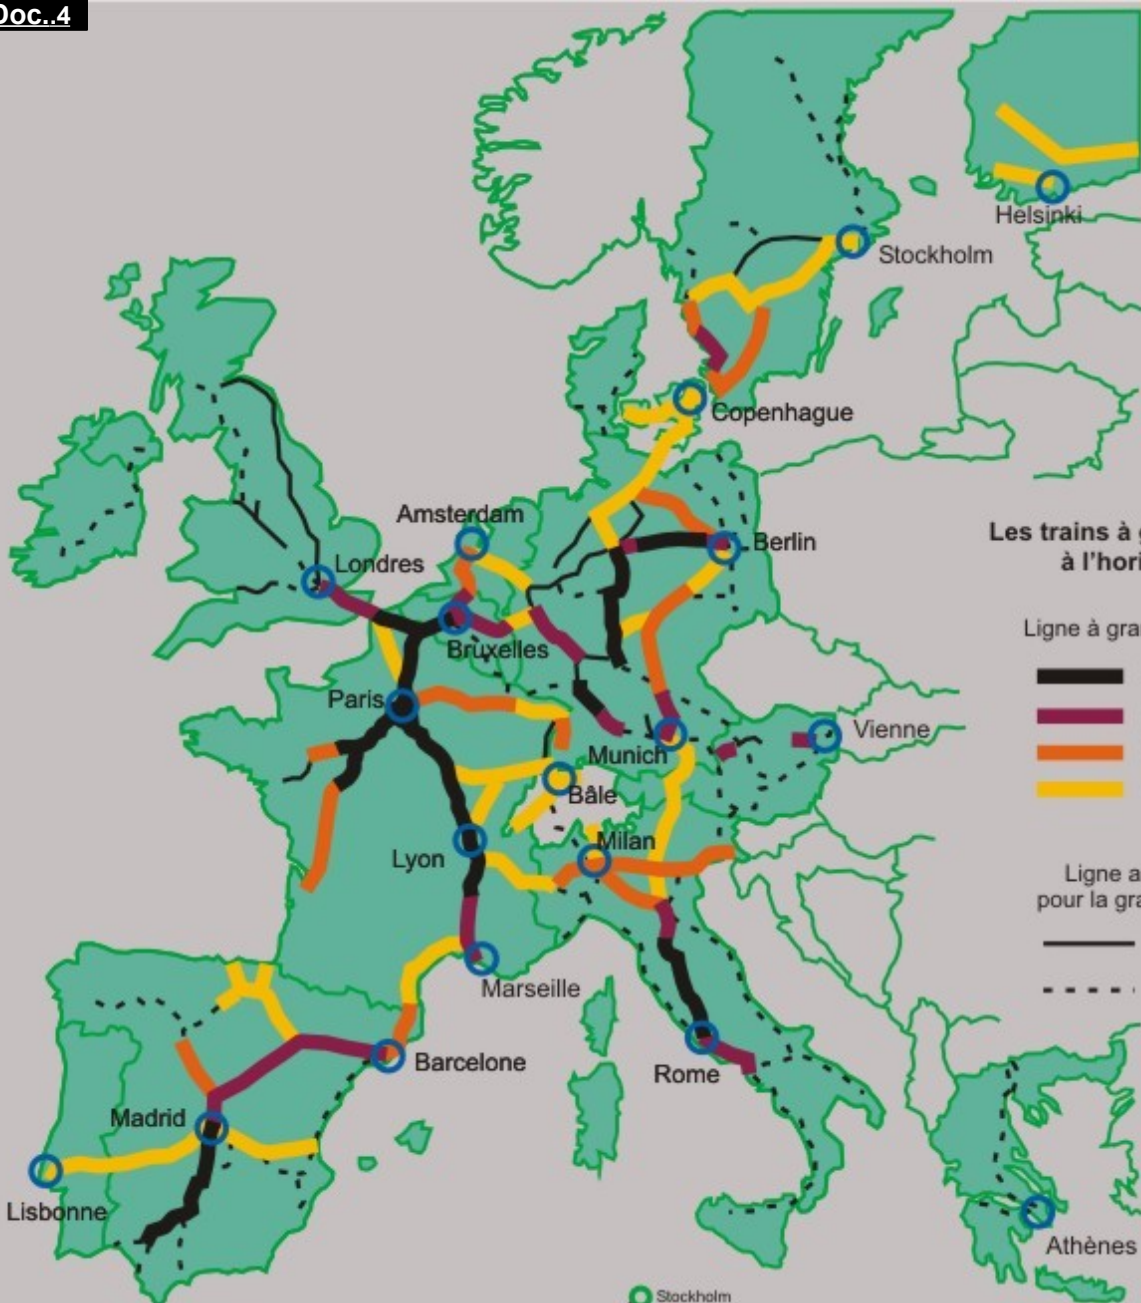 Doc..4
Helsinki
Stockholm
Copenhague
Amsterdam
Berlin
Les trains à
à l'hori
Londres
Ligne à gra
Bruxelles
Paris
Vienne
Munich
Bâle
Milan
Lyon
Ligne a
pour la gra
Marseille
Barcelone
Rome
Madrid
Lisbonne
Athènes
Stockholm